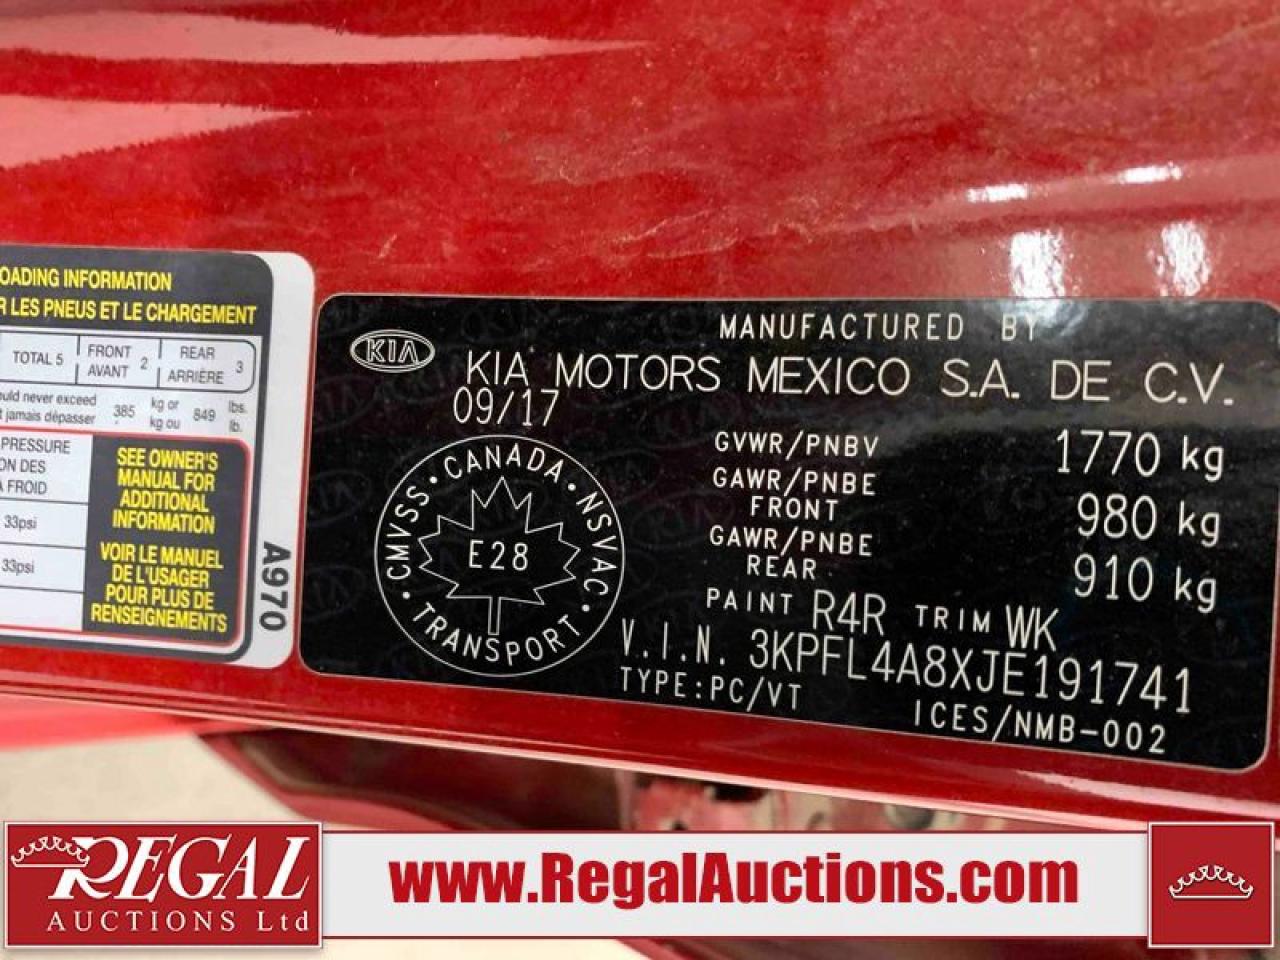 OADING INFORMATION
R LES PNEUS ET LE CHARGEMENT
TOTAL 5 FRONT AVANT 2 REAR ARRIÈRE 3
uld never exceed 385 kg or 849 lbs.
t jamais dépasser kg ou lb.
PRESSURE
ON DES
A FROID
33psi
33psi
SEE OWNER'S
MANUAL FOR
ADDITIONAL
INFORMATION
VOIR LE MANUEL
DE L'USAGER
POUR PLUS DE
RENSEIGNEMENTS
A970
KIA
MANUFACTURED BY
KIA MOTORS MEXICO S.A. DE C.V.
09/17
GVWR/PNBV 1770 kg
GAWR/PNBE
FRONT 980 kg
GAWR/PNBE
REAR 910 kg
CMVSS · CANADA · NSVAC · TRANSPORT ·
E28
PAINT R4R TRIM WK
V.I.N. 3KPFL4A8XJE191741
TYPE:PC/VT ICES/NMB-002
REGAL
AUCTIONS Ltd
www.RegalAuctions.com